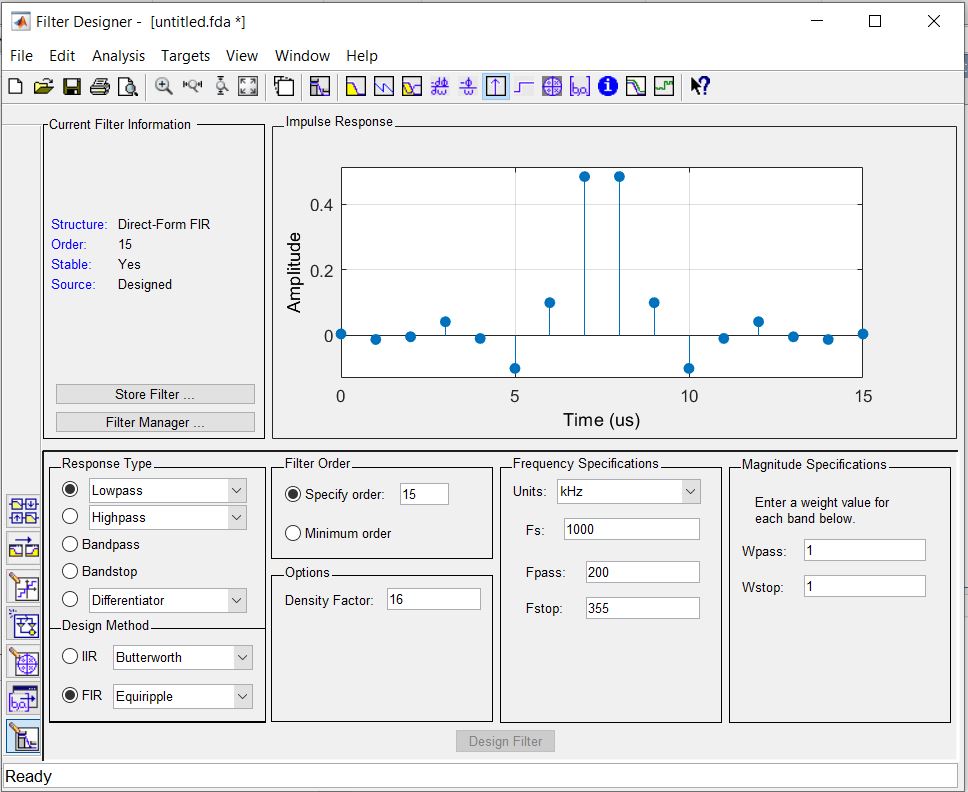 Filter Designer - [untitled.fda *]
File Edit Analysis Targets View Window Help
Current Filter Information
Structure: Direct-Form FIR
Order: 15
Stable: Yes
Source: Designed
Store Filter ...
Filter Manager ...
Impulse Response
Amplitude
0.4
0.2
0
0 5 10 15
Time (us)
Response Type
Lowpass
Highpass
Bandpass
Bandstop
Differentiator
Design Method
IIR Butterworth
FIR Equiripple
Filter Order
Specify order: 15
Minimum order
Options
Density Factor: 16
Frequency Specifications
Units: kHz
Fs: 1000
Fpass: 200
Fstop: 355
Magnitude Specifications
Enter a weight value for
each band below.
Wpass: 1
Wstop: 1
Design Filter
Ready